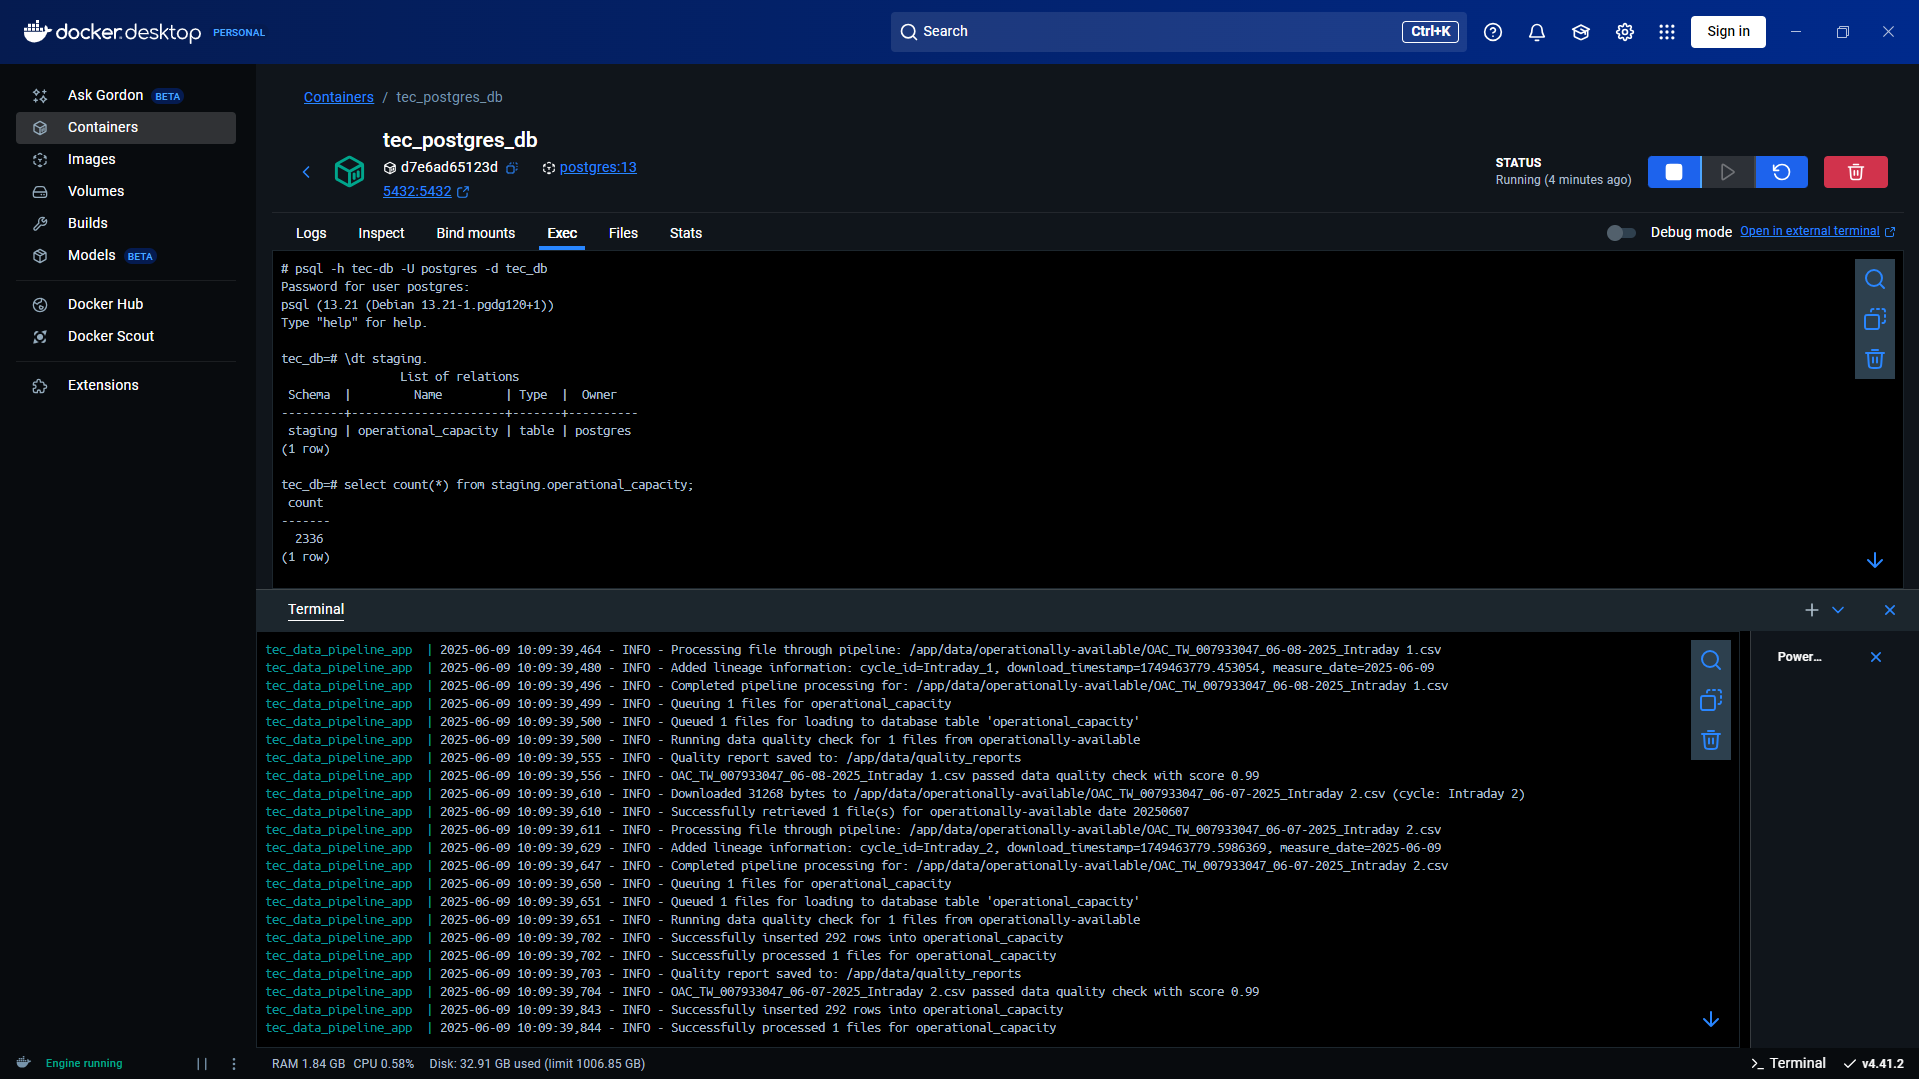 docker.desktop PERSONAL
Search
Ctrl+K
Sign in
Ask Gordon BETA
Containers
Images
Volumes
Builds
Models BETA
Docker Hub
Docker Scout
Extensions
Containers / tec_postgres_db
tec_postgres_db
d7e6ad65123d
postgres:13
5432:5432
STATUS
Running (4 minutes ago)
Logs
Inspect
Bind mounts
Exec
Files
Stats
Debug mode
Open in external terminal
# psql -h tec-db -U postgres -d tec_db
Password for user postgres:
psql (13.21 (Debian 13.21-1.pgdg120+1))
Type "help" for help.
tec_db=# \dt staging.
List of relations
Schema | Name | Type | Owner
---------+----------------------+-------+----------
staging | operational_capacity | table | postgres
(1 row)
tec_db=# select count(*) from staging.operational_capacity;
count
-------
2336
(1 row)
Terminal
tec_data_pipeline_app | 2025-06-09 10:09:39,464 - INFO - Processing file through pipeline: /app/data/operationally-available/OAC_TW_007933047_06-08-2025_Intraday 1.csv
tec_data_pipeline_app | 2025-06-09 10:09:39,480 - INFO - Added lineage information: cycle_id=Intraday_1, download_timestamp=1749463779.453054, measure_date=2025-06-09
tec_data_pipeline_app | 2025-06-09 10:09:39,496 - INFO - Completed pipeline processing for: /app/data/operationally-available/OAC_TW_007933047_06-08-2025_Intraday 1.csv
tec_data_pipeline_app | 2025-06-09 10:09:39,499 - INFO - Queuing 1 files for operational_capacity
tec_data_pipeline_app | 2025-06-09 10:09:39,500 - INFO - Queued 1 files for loading to database table 'operational_capacity'
tec_data_pipeline_app | 2025-06-09 10:09:39,500 - INFO - Running data quality check for 1 files from operationally-available
tec_data_pipeline_app | 2025-06-09 10:09:39,555 - INFO - Quality report saved to: /app/data/quality_reports
tec_data_pipeline_app | 2025-06-09 10:09:39,556 - INFO - OAC_TW_007933047_06-08-2025_Intraday 1.csv passed data quality check with score 0.99
tec_data_pipeline_app | 2025-06-09 10:09:39,610 - INFO - Downloaded 31268 bytes to /app/data/operationally-available/OAC_TW_007933047_06-07-2025_Intraday 2.csv (cycle: Intraday 2)
tec_data_pipeline_app | 2025-06-09 10:09:39,610 - INFO - Successfully retrieved 1 file(s) for operationally-available date 20250607
tec_data_pipeline_app | 2025-06-09 10:09:39,611 - INFO - Processing file through pipeline: /app/data/operationally-available/OAC_TW_007933047_06-07-2025_Intraday 2.csv
tec_data_pipeline_app | 2025-06-09 10:09:39,629 - INFO - Added lineage information: cycle_id=Intraday_2, download_timestamp=1749463779.5986369, measure_date=2025-06-09
tec_data_pipeline_app | 2025-06-09 10:09:39,647 - INFO - Completed pipeline processing for: /app/data/operationally-available/OAC_TW_007933047_06-07-2025_Intraday 2.csv
tec_data_pipeline_app | 2025-06-09 10:09:39,650 - INFO - Queuing 1 files for operational_capacity
tec_data_pipeline_app | 2025-06-09 10:09:39,651 - INFO - Queued 1 files for loading to database table 'operational_capacity'
tec_data_pipeline_app | 2025-06-09 10:09:39,651 - INFO - Running data quality check for 1 files from operationally-available
tec_data_pipeline_app | 2025-06-09 10:09:39,702 - INFO - Successfully inserted 292 rows into operational_capacity
tec_data_pipeline_app | 2025-06-09 10:09:39,702 - INFO - Successfully processed 1 files for operational_capacity
tec_data_pipeline_app | 2025-06-09 10:09:39,703 - INFO - Quality report saved to: /app/data/quality_reports
tec_data_pipeline_app | 2025-06-09 10:09:39,704 - INFO - OAC_TW_007933047_06-07-2025_Intraday 2.csv passed data quality check with score 0.99
tec_data_pipeline_app | 2025-06-09 10:09:39,843 - INFO - Successfully inserted 292 rows into operational_capacity
tec_data_pipeline_app | 2025-06-09 10:09:39,844 - INFO - Successfully processed 1 files for operational_capacity
Power...
Engine running
RAM 1.84 GB CPU 0.58% Disk: 32.91 GB used (limit 1006.85 GB)
>_ Terminal
v4.41.2